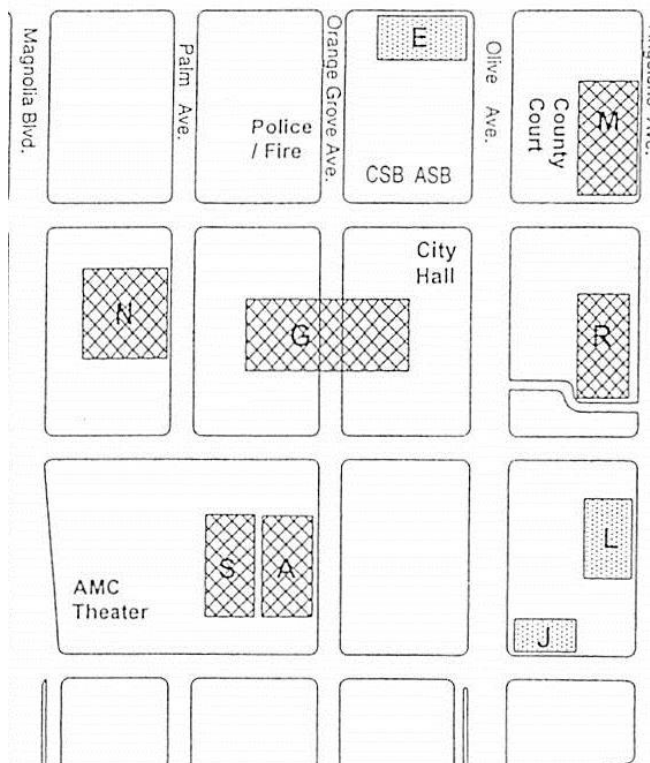 Magnolia Blvd.
Palm Ave.
Orange Grove Ave.
Olive Ave.
E
Police
/ Fire
CSB ASB
County
Court
M
City
Hall
N
G
R
S
A
AMC
Theater
L
J